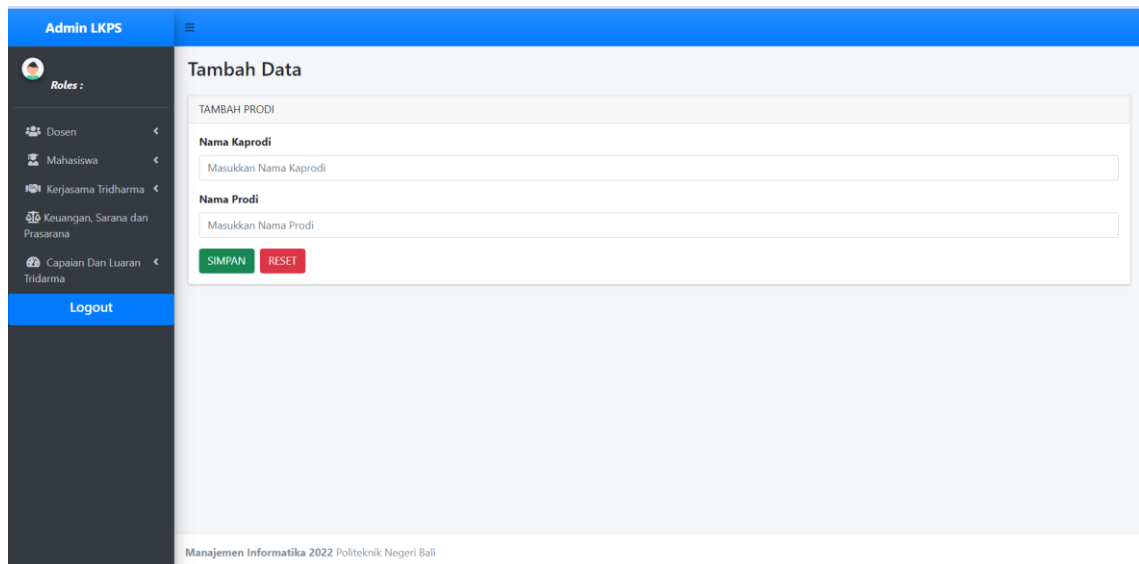 Admin LKPS
Roles :
Dosen
Mahasiswa
Kerjasama Tridharma
Keuangan, Sarana dan
Prasarana
Capaian Dan Luaran
Tridarma
Logout
Tambah Data
TAMBAH PRODI
Nama Kaprodi
Masukkan Nama Kaprodi
Nama Prodi
Masukkan Nama Prodi
SIMPAN RESET
Manajemen Informatika 2022 Politeknik Negeri Bali